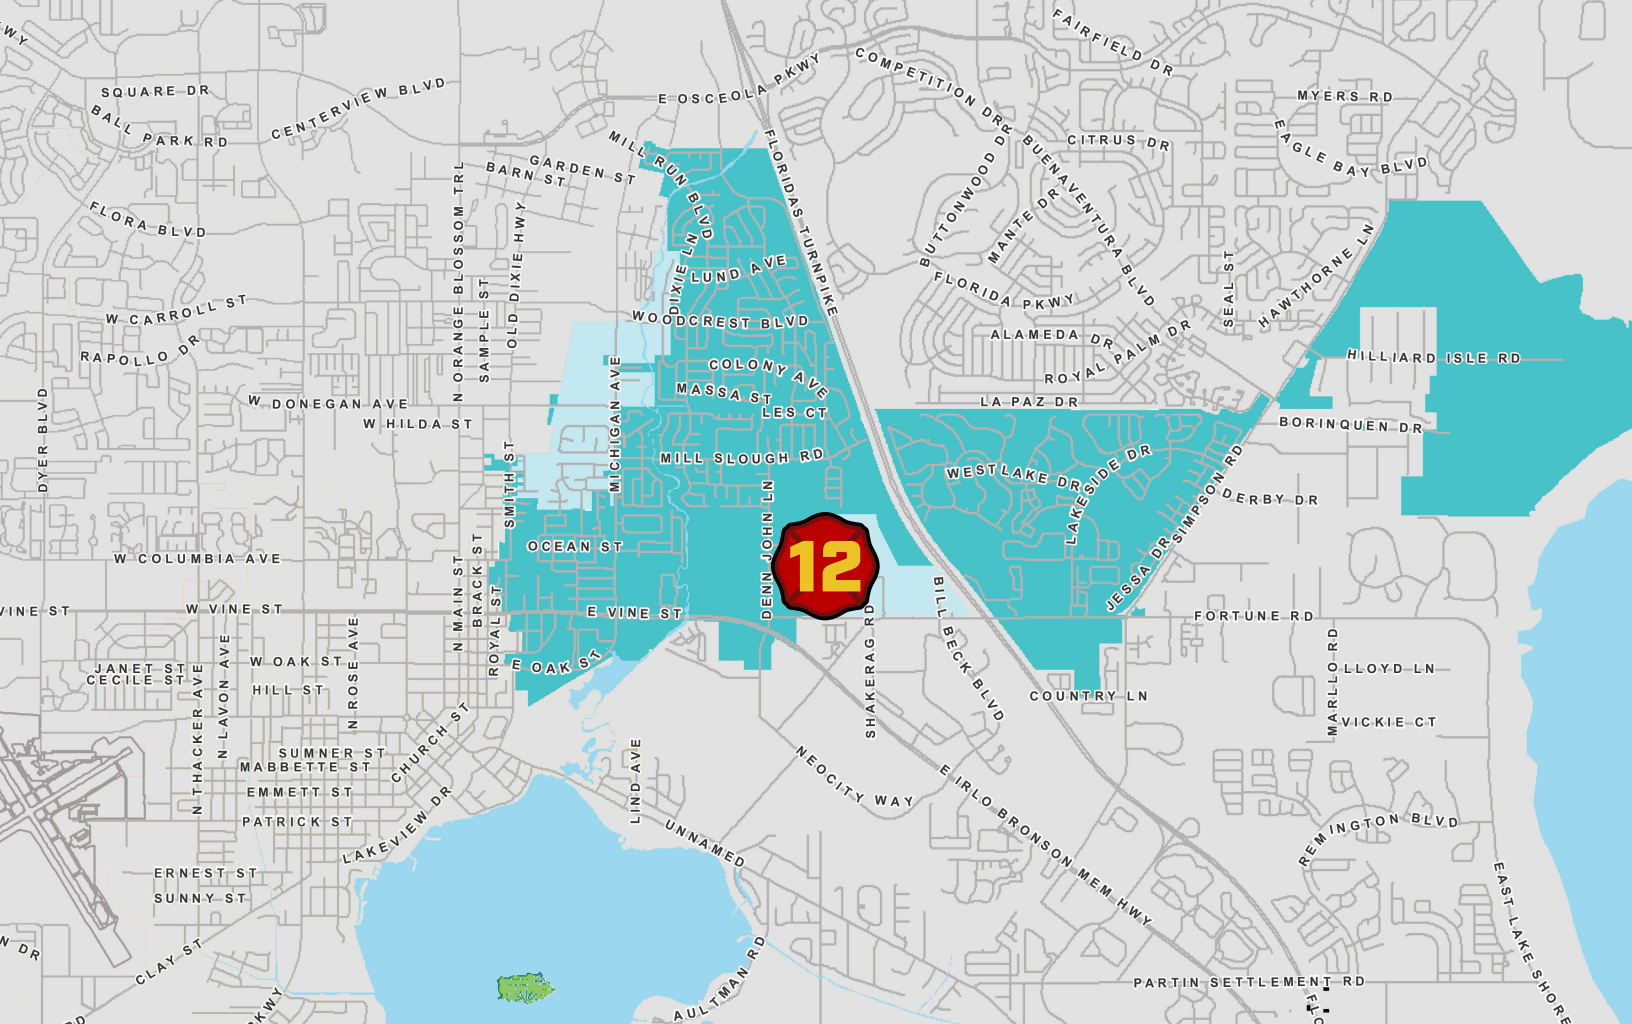 FAIRFIELD DR
COMPETITION DR
E OSCEOLA PKWY
SQUARE DR
CENTERVIEW BLVD
MYERS RD
BALL PARK RD
MILL RUN BLVD
BUENAVENTURA BLVD
CITRUS DR
EAGLE BAY BLVD
GARDEN ST
BARN ST
FLORIDAS TURNPIKE
BUTTONWOOD DR
N ORANGE BLOSSOM TRL
FLORA BLVD
OLD DIXIE HWY
MANTE DR
HAWTHORNE LN
DIXIE LN
LUND AVE
SEAL ST
FLORIDA PKWY
SAMPLE ST
W CARROLL ST
WOODCREST BLVD
ALAMEDA DR
RAPOLLO DR
ROYAL PALM DR
HILLIARD ISLE RD
COLONY AVE
MICHIGAN AVE
MASSA ST
LES CT
LA PAZ DR
W DONEGAN AVE
W HILDA ST
BORINQUEN DR
DYER BLVD
SMITH ST
MILL SLOUGH RD
WESTLAKE DR
LAKESIDE DR
SIMPSON RD
DERBY DR
DENN JOHN LN
OCEAN ST
W COLUMBIA AVE
12
N MAIN ST
BRACK ST
JESSA DR
BILL BECK BLVD
VINE ST
W VINE ST
E VINE ST
FORTUNE RD
ROYAL ST
SHAKERAG RD
N ROSE AVE
N LAVON AVE
MARLLO RD
W OAK ST
E OAK ST
JANET ST
CECILE ST
LLOYD LN
HILL ST
N THACKER AVE
COUNTRY LN
VICKIE CT
CHURCH ST
SUMNER ST
MABBETTE ST
LIND AVE
NEOCITY WAY
E IRLO BRONSON MEM HWY
EMMETT ST
PATRICK ST
LAKEVIEW DR
UNNAMED
REMINGTON BLVD
ERNEST ST
SUNNY ST
EAST LAKE SHORE
CLAY ST
N DR
AULTMAN RD
PARTIN SETTLEMENT RD